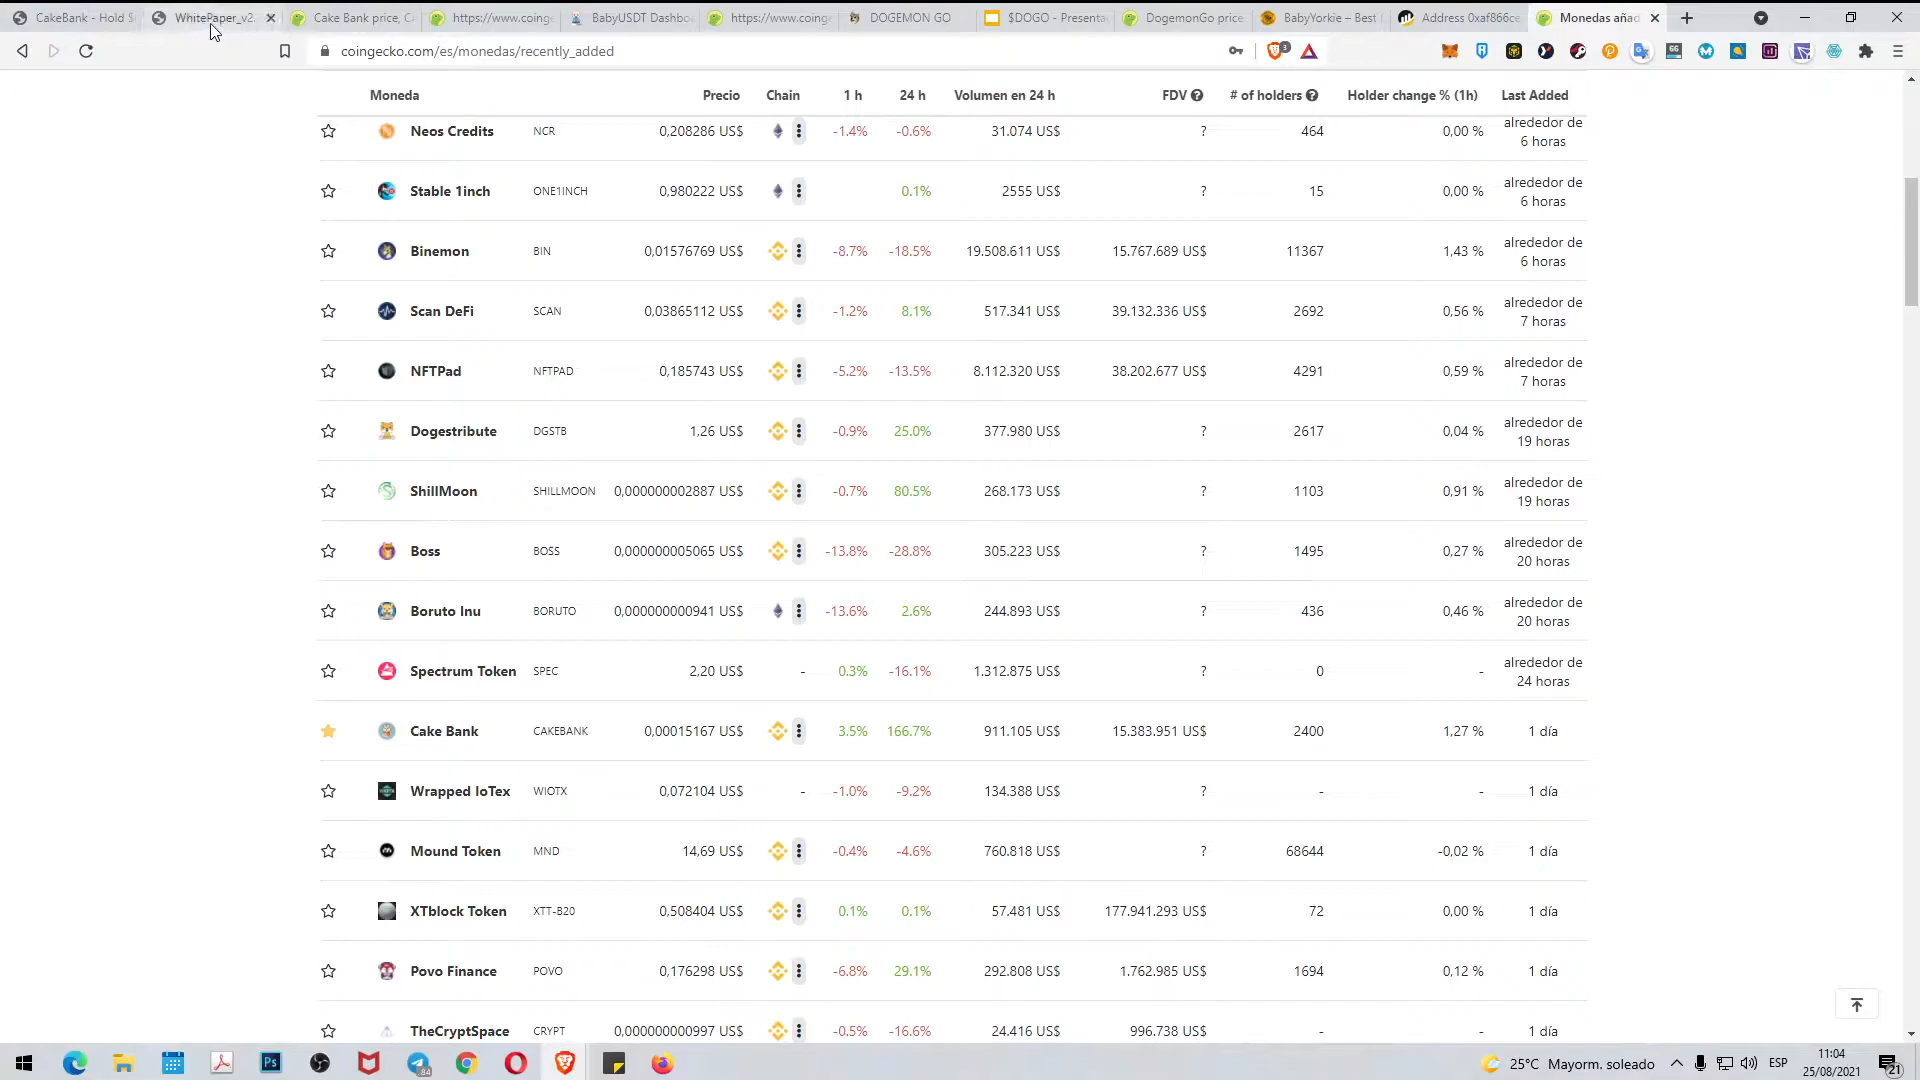 CakeBank - Hold $
WhitePaper_v2.
Cake Bank price, C
https://www.coinge
BabyUSDT Dashbo
https://www.coinge
DOGEMON GO
$DOGO - Presenta
DogemonGo price
BabyYorkie – Best
Address 0xaf866ce
Monedas añad
coingecko.com/es/monedas/recently_added
3
Moneda Precio Chain 1 h 24 h Volumen en 24 h FDV # of holders Holder change % (1h) Last Added
Neos Credits NCR 0,208286 US$ -1.4% -0.6% 31.074 US$ ? 464 0,00 % alrededor de
6 horas
Stable 1inch ONE1INCH 0,980222 US$ 0.1% 2555 US$ ? 15 0,00 % alrededor de
6 horas
Binemon BIN 0,01576769 US$ -8.7% -18.5% 19.508.611 US$ 15.767.689 US$ 11367 1,43 % alrededor de
6 horas
Scan DeFi SCAN 0,03865112 US$ -1.2% 8.1% 517.341 US$ 39.132.336 US$ 2692 0,56 % alrededor de
7 horas
NFTPad NFTPAD 0,185743 US$ -5.2% -13.5% 8.112.320 US$ 38.202.677 US$ 4291 0,59 % alrededor de
7 horas
Dogestribute DGSTB 1,26 US$ -0.9% 25.0% 377.980 US$ ? 2617 0,04 % alrededor de
19 horas
ShillMoon SHILLMOON 0,000000002887 US$ -0.7% 80.5% 268.173 US$ ? 1103 0,91 % alrededor de
19 horas
Boss BOSS 0,000000005065 US$ -13.8% -28.8% 305.223 US$ ? 1495 0,27 % alrededor de
20 horas
Boruto Inu BORUTO 0,000000000941 US$ -13.6% 2.6% 244.893 US$ ? 436 0,46 % alrededor de
20 horas
Spectrum Token SPEC 2,20 US$ - 0.3% -16.1% 1.312.875 US$ ? 0 - alrededor de
24 horas
Cake Bank CAKEBANK 0,00015167 US$ 3.5% 166.7% 911.105 US$ 15.383.951 US$ 2400 1,27 % 1 día
Wrapped IoTex WIOTX 0,072104 US$ - -1.0% -9.2% 134.388 US$ ? - - 1 día
Mound Token MND 14,69 US$ -0.4% -4.6% 760.818 US$ ? 68644 -0,02 % 1 día
XTblock Token XTT-B20 0,508404 US$ 0.1% 0.1% 57.481 US$ 177.941.293 US$ 72 0,00 % 1 día
Povo Finance POVO 0,176298 US$ -6.8% 29.1% 292.808 US$ 1.762.985 US$ 1694 0,12 % 1 día
TheCryptSpace CRYPT 0,000000000997 US$ -0.5% -16.6% 24.416 US$ 996.738 US$ - - 1 día
Ps
84
25°C Mayorm. soleado
ESP
11:04
25/08/2021
21